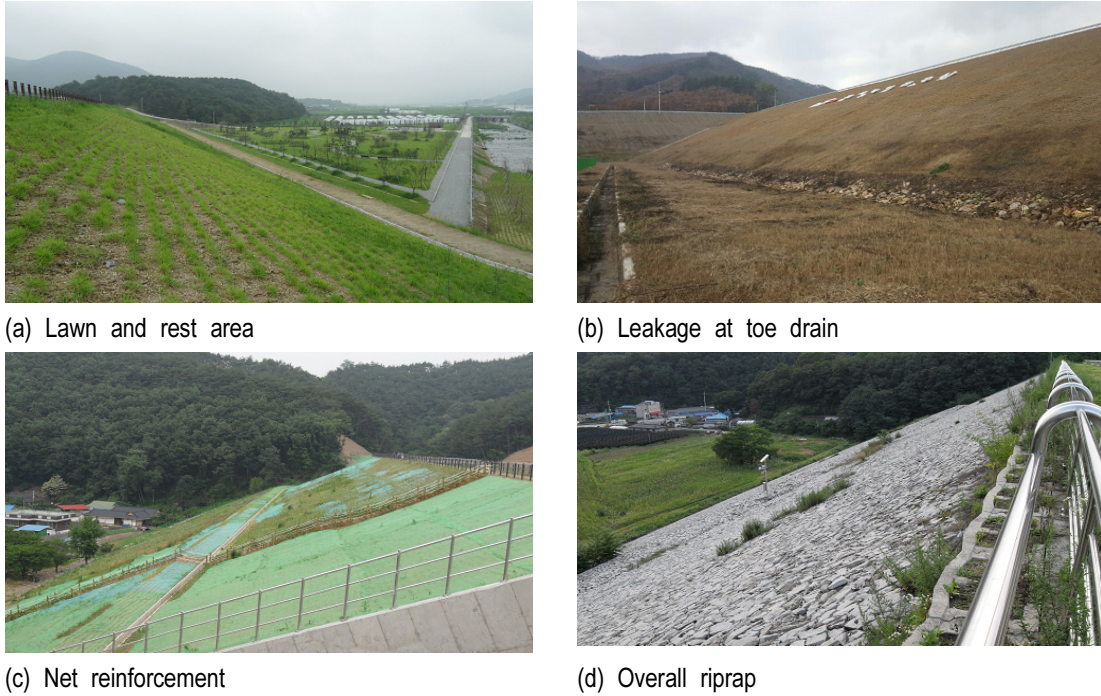 (a) Lawn and rest area
(b) Leakage at toe drain
(c) Net reinforcement
(d) Overall riprap